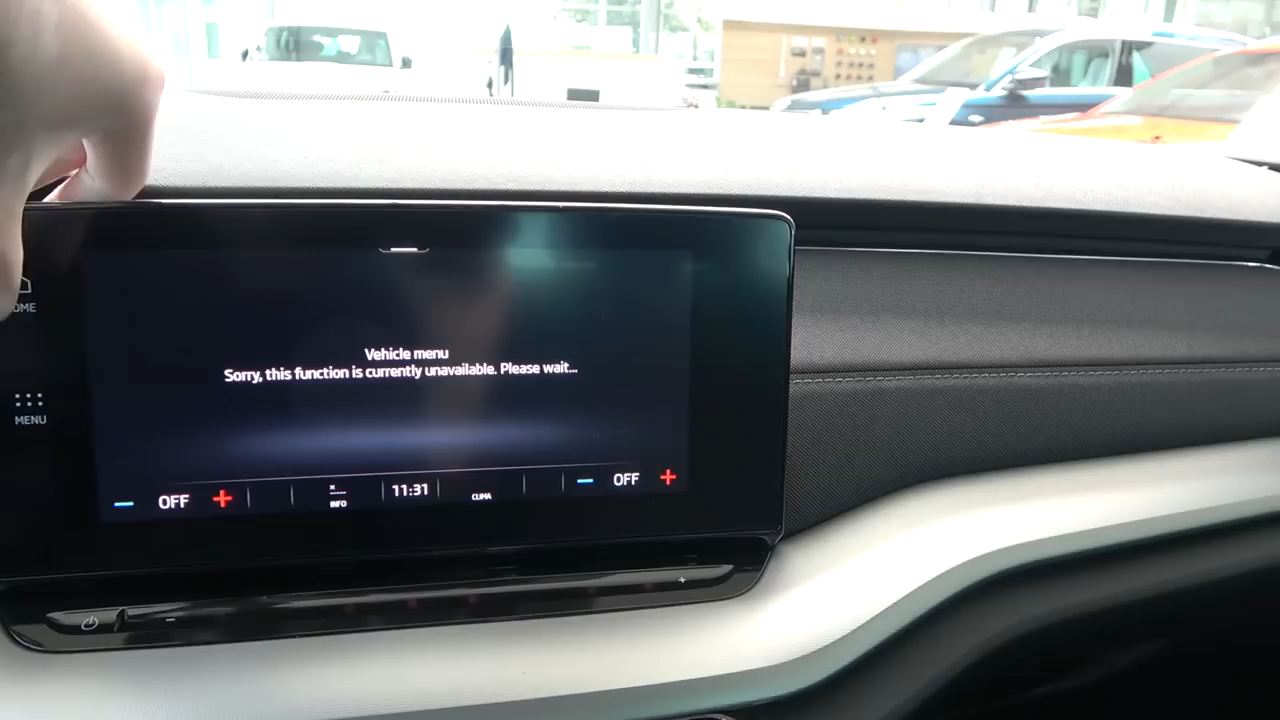 OME
MENU
Vehicle menu
Sorry, this function is currently unavailable. Please wait...
− OFF +
INFO
11:31
CLIMA
− OFF +
− +